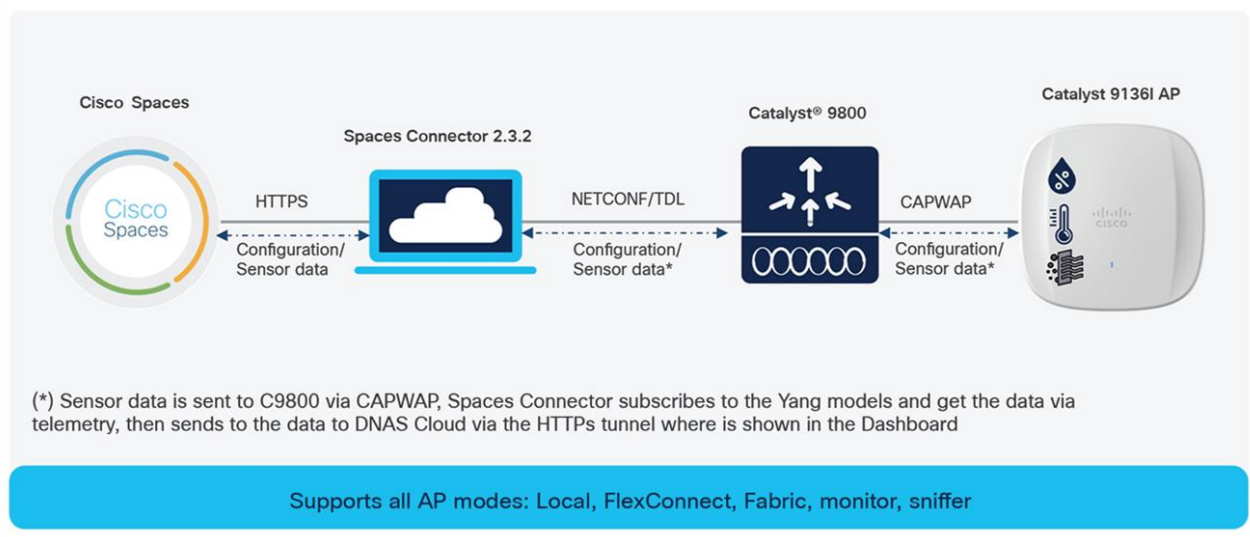 Cisco Spaces
Spaces Connector 2.3.2
Catalyst® 9800
Catalyst 9136I AP
Cisco
Spaces
HTTPS
Configuration/
Sensor data
NETCONF/TDL
Configuration/
Sensor data*
CAPWAP
Configuration/
Sensor data*
%
CISCO
(*) Sensor data is sent to C9800 via CAPWAP, Spaces Connector subscribes to the Yang models and get the data via
telemetry, then sends to the data to DNAS Cloud via the HTTPs tunnel where is shown in the Dashboard
Supports all AP modes: Local, FlexConnect, Fabric, monitor, sniffer